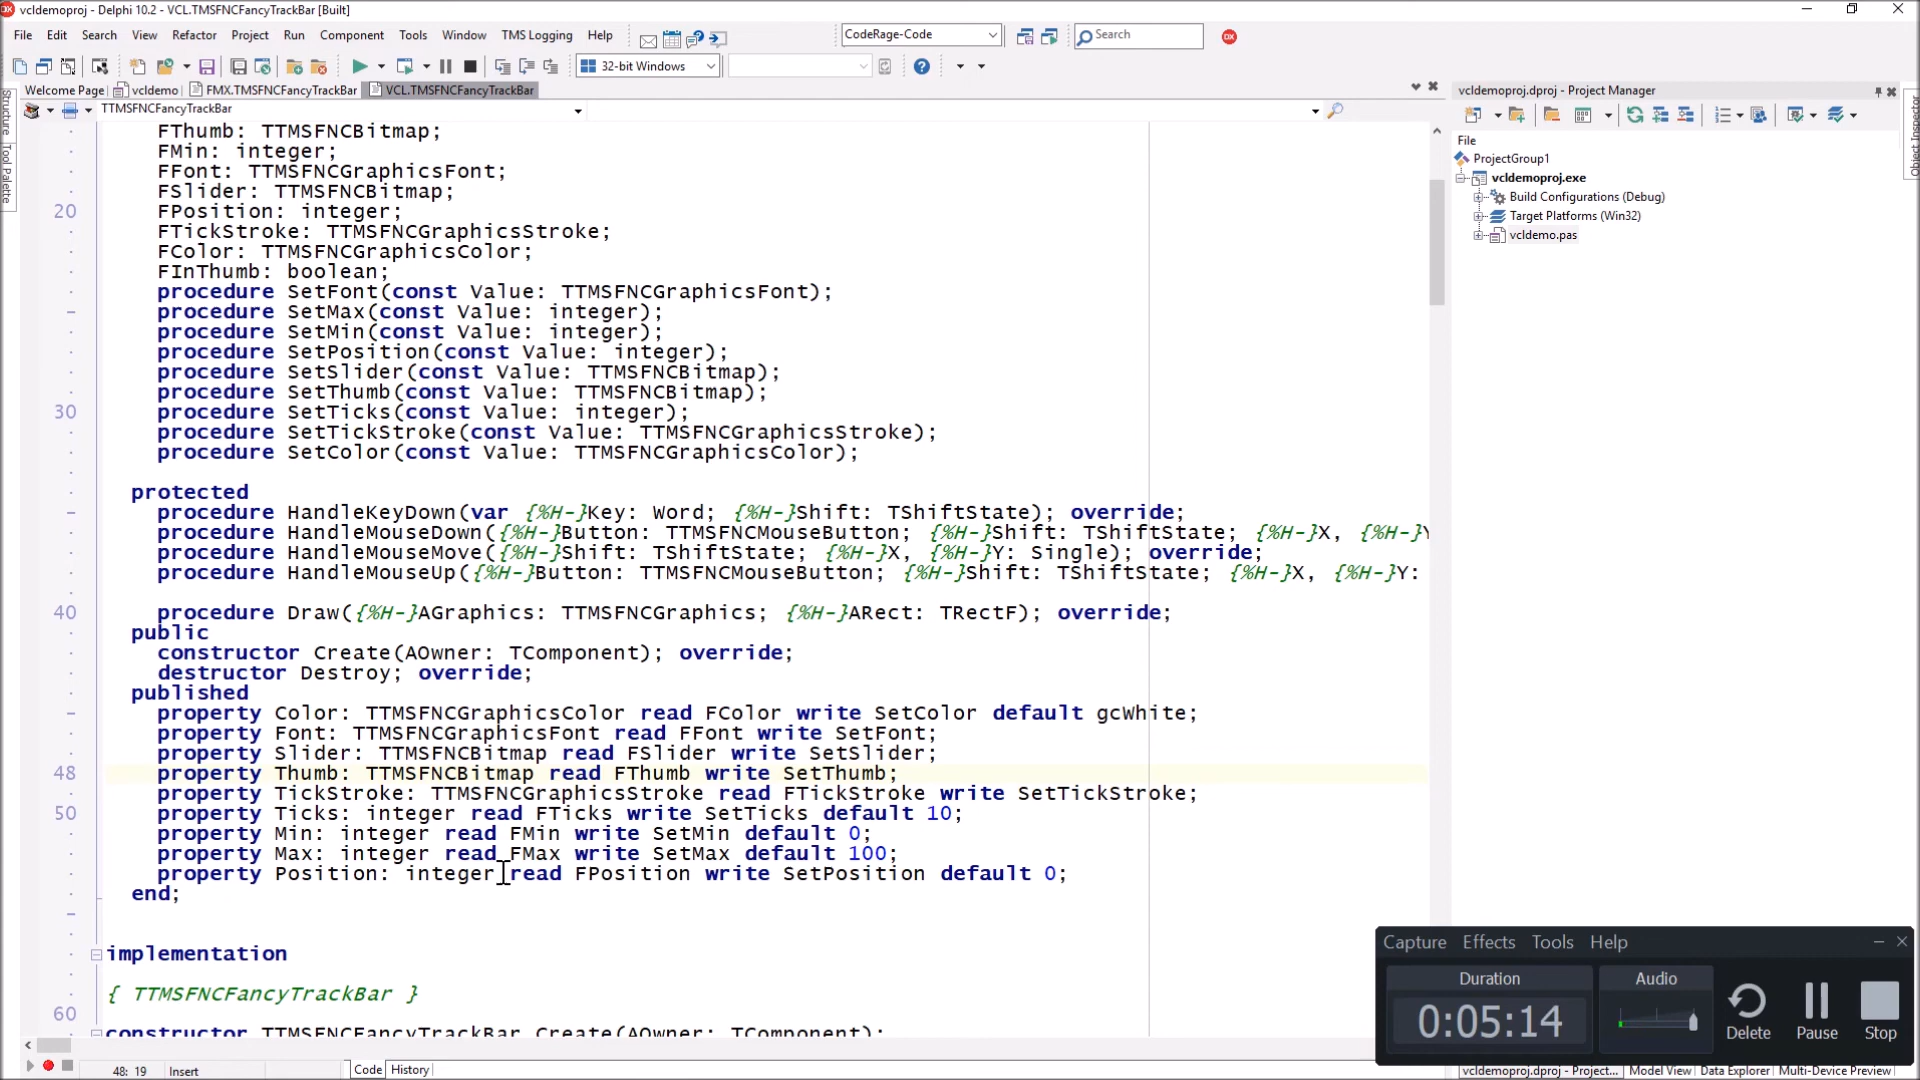 vcldemoproj - Delphi 10.2 - VCL.TMSFNCFancyTrackBar [Built]
File Edit Search View Refactor Project Run Component Tools Window TMS Logging Help CodeRage-Code Search DX
32-bit Windows
Welcome Page vcldemo FMX.TMSFNCFancyTrackBar VCL.TMSFNCFancyTrackBar
TTMSFNCFancyTrackBar
Structure
Tool Palette
FThumb: TTMSFNCBitmap;
FMin: integer;
FFont: TTMSFNCGraphicsFont;
FSlider: TTMSFNCBitmap;
20 FPosition: integer;
FTickStroke: TTMSFNCGraphicsStroke;
FColor: TTMSFNCGraphicsColor;
FInThumb: boolean;
procedure SetFont(const Value: TTMSFNCGraphicsFont);
procedure SetMax(const Value: integer);
procedure SetMin(const Value: integer);
procedure SetPosition(const Value: integer);
procedure SetSlider(const Value: TTMSFNCBitmap);
procedure SetThumb(const Value: TTMSFNCBitmap);
30 procedure SetTicks(const Value: integer);
procedure SetTickStroke(const Value: TTMSFNCGraphicsStroke);
procedure SetColor(const Value: TTMSFNCGraphicsColor);
protected
procedure HandleKeyDown(var {%H-}Key: Word; {%H-}Shift: TShiftState); override;
procedure HandleMouseDown({%H-}Button: TTMSFNCMouseButton; {%H-}Shift: TShiftState; {%H-}X, {%H-}Y
procedure HandleMouseMove({%H-}Shift: TShiftState; {%H-}X, {%H-}Y: Single); override;
procedure HandleMouseUp({%H-}Button: TTMSFNCMouseButton; {%H-}Shift: TShiftState; {%H-}X, {%H-}Y:
40 procedure Draw({%H-}AGraphics: TTMSFNCGraphics; {%H-}ARect: TRectF); override;
public
constructor Create(AOwner: TComponent); override;
destructor Destroy; override;
published
property Color: TTMSFNCGraphicsColor read FColor write SetColor default gcWhite;
property Font: TTMSFNCGraphicsFont read FFont write SetFont;
property Slider: TTMSFNCBitmap read FSlider write SetSlider;
48 property Thumb: TTMSFNCBitmap read FThumb write SetThumb;
property TickStroke: TTMSFNCGraphicsStroke read FTickStroke write SetTickStroke;
50 property Ticks: integer read FTicks write SetTicks default 10;
property Min: integer read FMin write SetMin default 0;
property Max: integer read FMax write SetMax default 100;
property Position: integer read FPosition write SetPosition default 0;
end;
implementation
{ TTMSFNCFancyTrackBar }
60
constructor TTMSFNCFancyTrackBar.Create(AOwner: TComponent);
48: 19 Insert Code History
vcldemoproj.dproj - Project Manager
Object Inspector
File
ProjectGroup1
vcldemoproj.exe
Build Configurations (Debug)
Target Platforms (Win32)
vcldemo.pas
Capture Effects Tools Help
Duration Audio
0:05:14
Delete Pause Stop
vcldemoproj.dproj - Project... Model View Data Explorer Multi-Device Preview